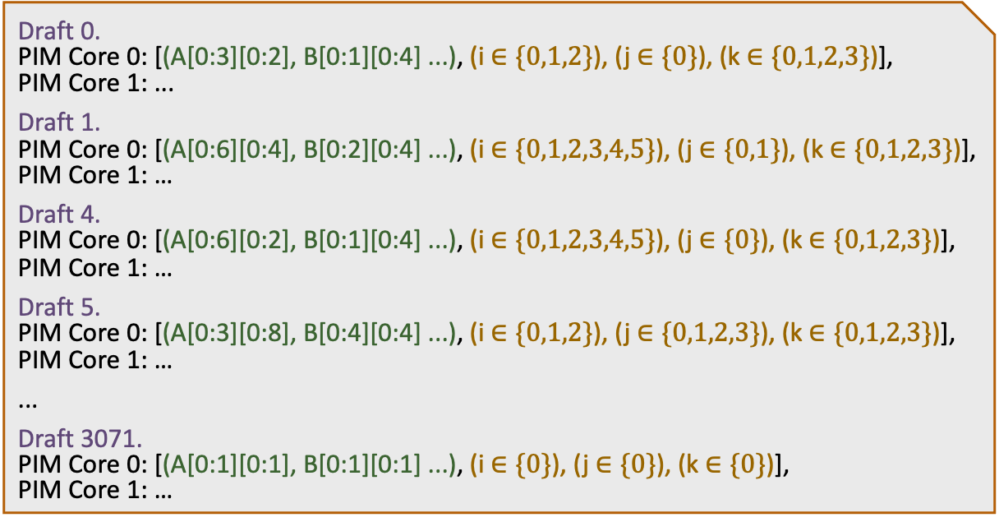 Draft 0.
PIM Core 0: [(A[0:3][0:2], B[0:1][0:4] ...), (i ∈ {0,1,2}), (j ∈ {0}), (k ∈ {0,1,2,3})],
PIM Core 1: ...
Draft 1.
PIM Core 0: [(A[0:6][0:4], B[0:2][0:4] ...), (i ∈ {0,1,2,3,4,5}), (j ∈ {0,1}), (k ∈ {0,1,2,3})],
PIM Core 1: ...
Draft 4.
PIM Core 0: [(A[0:6][0:2], B[0:1][0:4] ...), (i ∈ {0,1,2,3,4,5}), (j ∈ {0}), (k ∈ {0,1,2,3})],
PIM Core 1: ...
Draft 5.
PIM Core 0: [(A[0:3][0:8], B[0:4][0:4] ...), (i ∈ {0,1,2}), (j ∈ {0,1,2,3}), (k ∈ {0,1,2,3})],
PIM Core 1: ...
...
Draft 3071.
PIM Core 0: [(A[0:1][0:1], B[0:1][0:1] ...), (i ∈ {0}), (j ∈ {0}), (k ∈ {0})],
PIM Core 1: ...